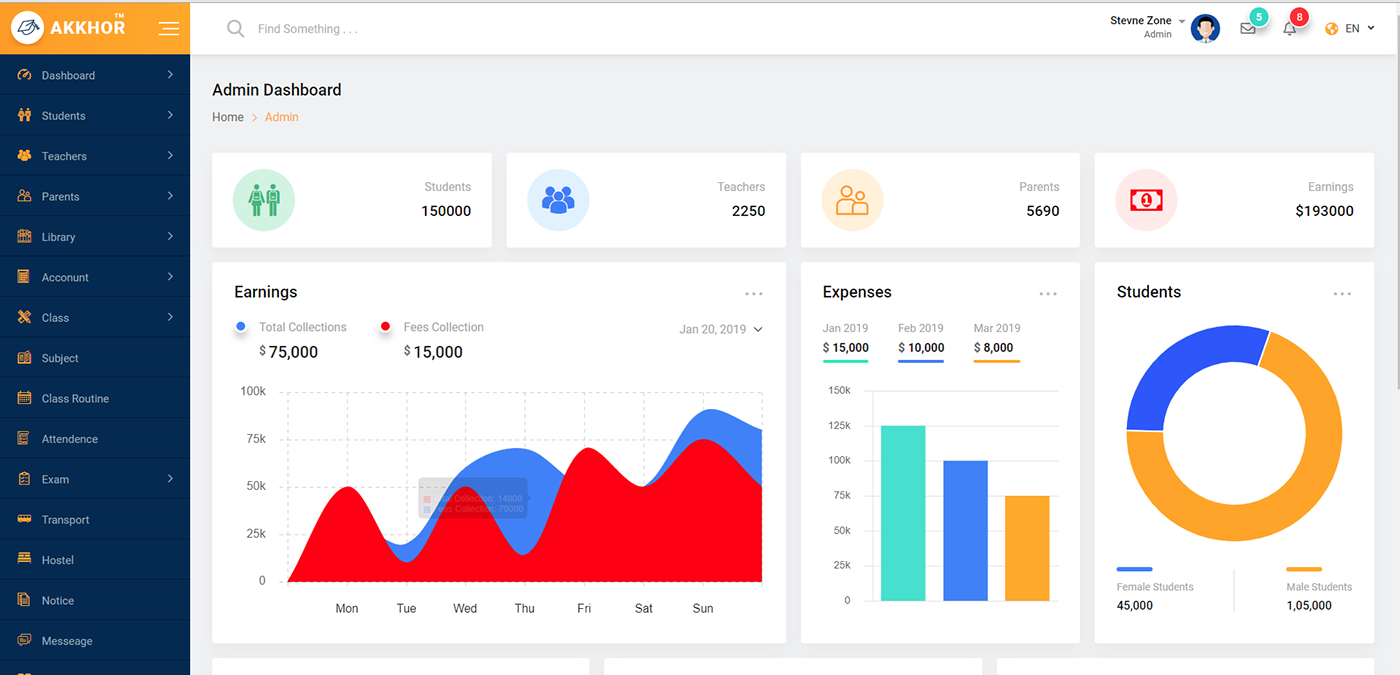 AKKHOR™
Find Something . . .
Stevne Zone
Admin
5
8
EN
Dashboard
Students
Teachers
Parents
Library
Acconunt
Class
Subject
Class Routine
Attendence
Exam
Transport
Hostel
Notice
Messeage
Admin Dashboard
Home > Admin
Students
150000
Teachers
2250
Parents
5690
1
Earnings
$193000
Earnings
Total Collections
$ 75,000
Fees Collection
$ 15,000
Jan 20, 2019
100k
75k
50k
25k
0
Collection: 14000
Collection: 70000
Mon Tue Wed Thu Fri Sat Sun
Expenses
Jan 2019 Feb 2019 Mar 2019
$ 15,000 $ 10,000 $ 8,000
150k
125k
100k
75k
50k
25k
0
Students
Female Students
45,000
Male Students
1,05,000